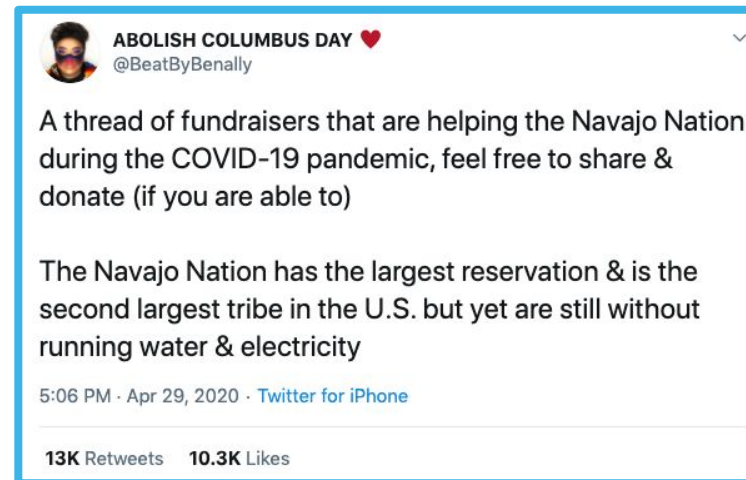 ABOLISH COLUMBUS DAY ❤️
@BeatByBenally
A thread of fundraisers that are helping the Navajo Nation
during the COVID-19 pandemic, feel free to share &
donate (if you are able to)
The Navajo Nation has the largest reservation & is the
second largest tribe in the U.S. but yet are still without
running water & electricity
5:06 PM · Apr 29, 2020 · Twitter for iPhone
13K Retweets 10.3K Likes